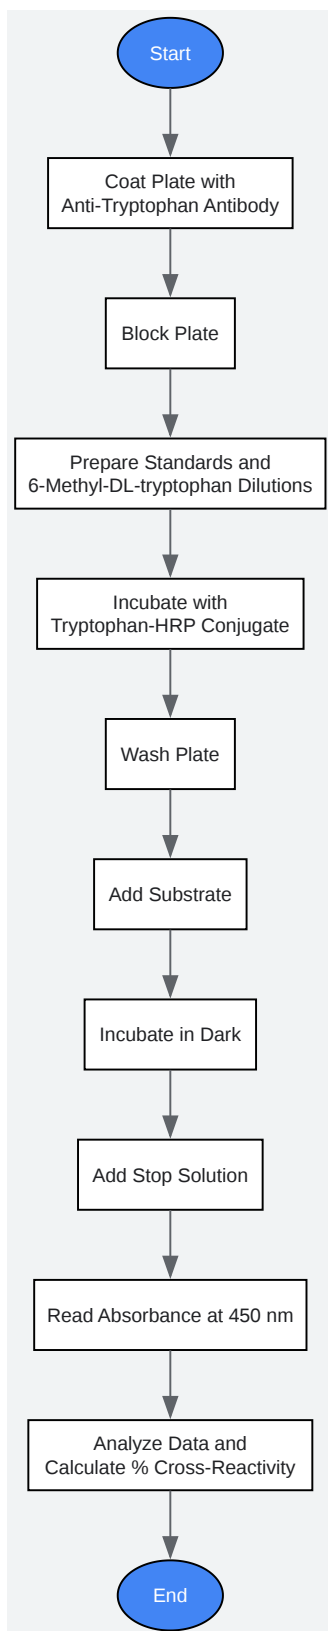 Start
Coat Plate with
Anti-Tryptophan Antibody
Block Plate
Prepare Standards and
6-Methyl-DL-tryptophan Dilutions
Incubate with
Tryptophan-HRP Conjugate
Wash Plate
Add Substrate
Incubate in Dark
Add Stop Solution
Read Absorbance at 450 nm
Analyze Data and
Calculate % Cross-Reactivity
End